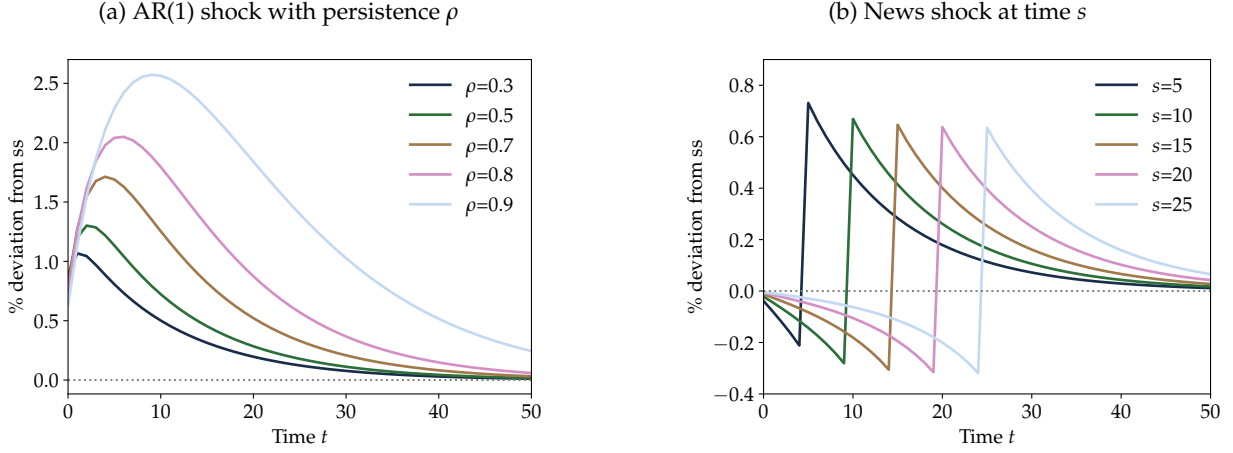 (a) AR(1) shock with persistence ρ
% deviation from ss
2.5
2.0
1.5
1.0
0.5
0.0
0
10
20
30
40
50
Time t
ρ=0.3
ρ=0.5
ρ=0.7
ρ=0.8
ρ=0.9
(b) News shock at time s
% deviation from ss
0.8
0.6
0.4
0.2
0.0
−0.2
−0.4
0
10
20
30
40
50
Time t
s=5
s=10
s=15
s=20
s=25